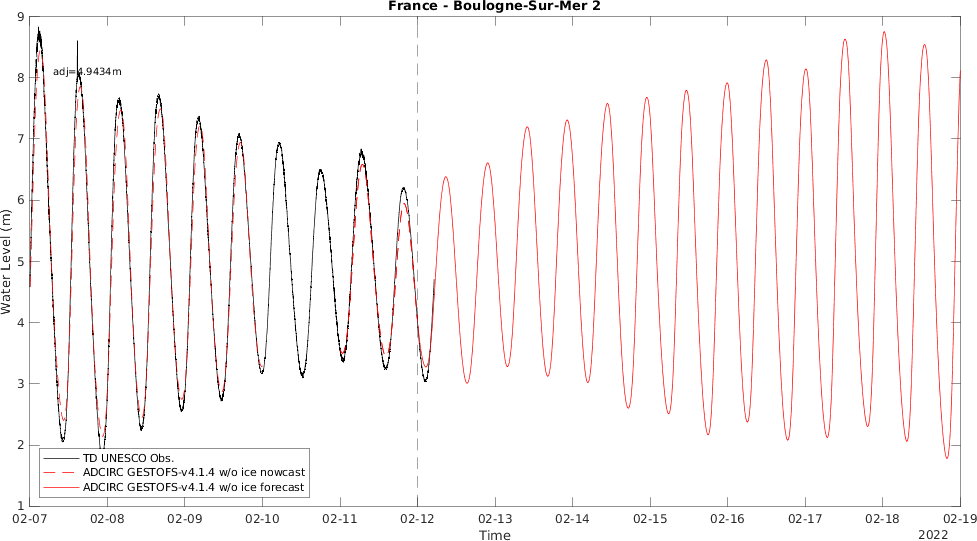 France - Boulogne-Sur-Mer 2
9
8
7
6
5
4
3
2
1
Water Level (m)
adj=4.9434m
TD UNESCO Obs.
ADCIRC GESTOFS-v4.1.4 w/o ice nowcast
ADCIRC GESTOFS-v4.1.4 w/o ice forecast
02-07 02-08 02-09 02-10 02-11 02-12 02-13 02-14 02-15 02-16 02-17 02-18 02-19
Time
2022